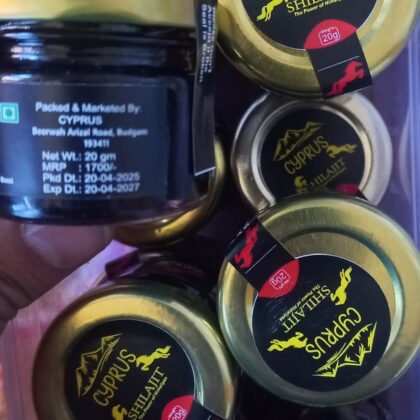 Packed & Marketed By:
CYPRUS
Beerwah Arizal Road, Budgam
193411
Net Wt.: 20 gm
MRP : 1700/-
Pkd Dt.: 20-04-2025
Exp Dt.: 20-04-2027
SHILAJIT
20g
CYPRUS
SHILAJIT
CYPRUS
SHILAJIT
20g
CYPRUS
SHILAJIT